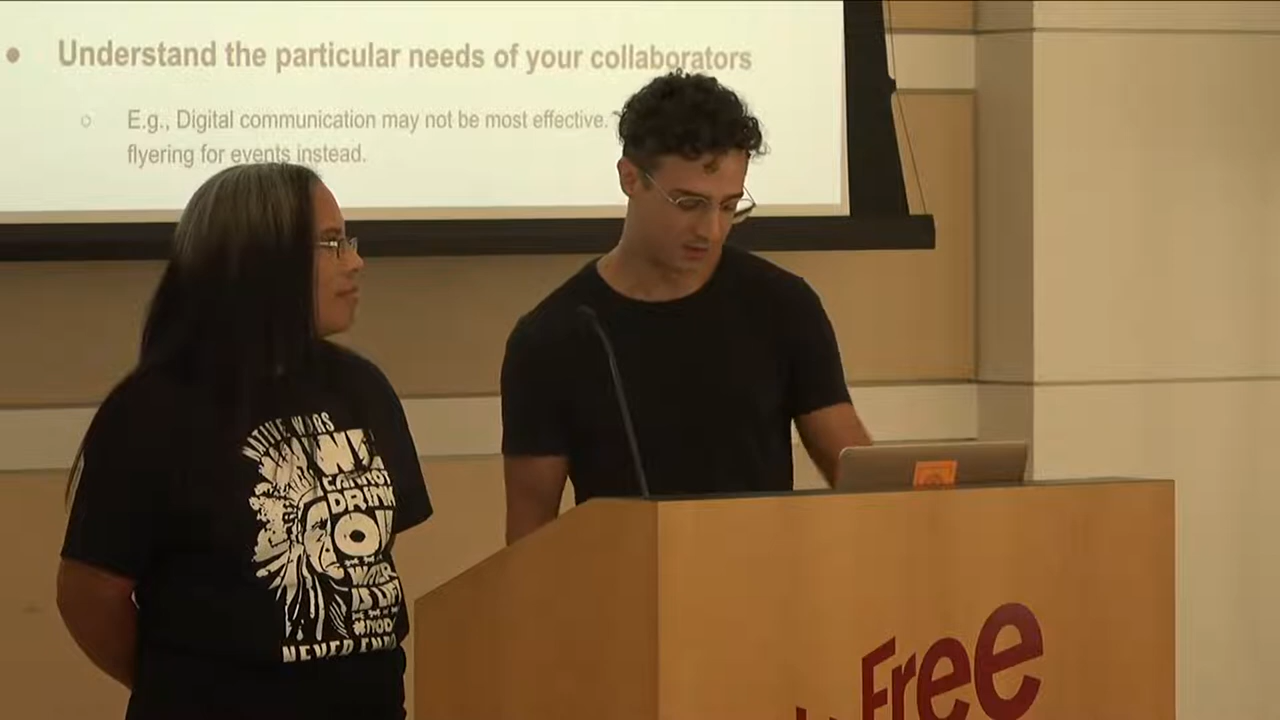 • Understand the particular needs of your collaborators
○ E.g., Digital communication may not be most effective.
flyering for events instead.
NATIVE
WE
CANNOT
DRINK
OIL
WATER
IS LIFE
NEVER
Free